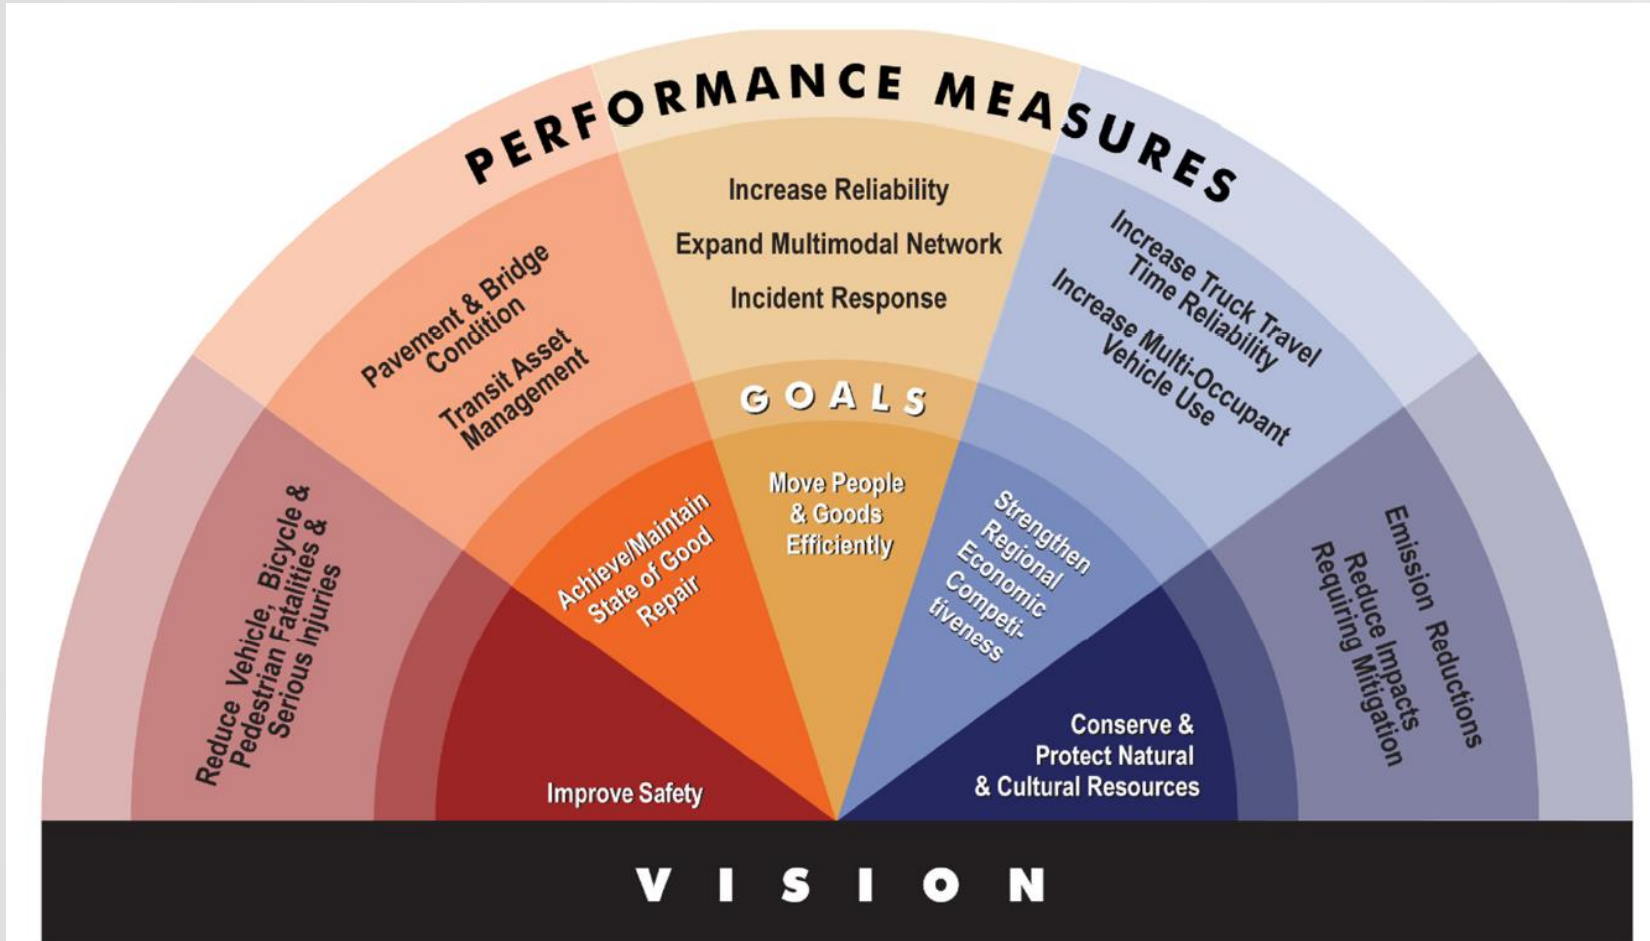 PERFORMANCE MEASURES
Reduce Vehicle, Bicycle &
Pedestrian Fatalities &
Serious Injuries
Pavement & Bridge
Condition
Transit Asset
Management
Increase Reliability
Expand Multimodal Network
Incident Response
Increase Truck Travel
Time Reliability
Increase Multi-Occupant
Vehicle Use
Emission Reductions
Reduce Impacts
Requiring Mitigation
GOALS
Improve Safety
Achieve/Maintain
State of Good
Repair
Move People
& Goods
Efficiently
Strengthen
Regional
Economic
Competi-
tiveness
Conserve &
Protect Natural
& Cultural Resources
VISION